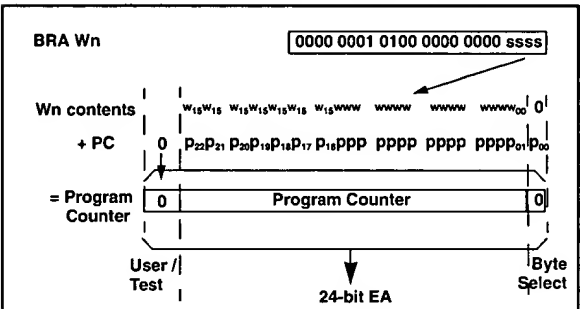 BRA Wn 0000 0001 0100 0000 0000 ssss
Wn contents w₁₅w₁₅ w₁₅w₁₅w₁₅w₁₅ w₁₅www wwww wwww wwww₀₀ 0
+ PC 0 p₂₂p₂₁ p₂₀p₁₉p₁₈p₁₇ p₁₆ppp pppp pppp pppp₀₁ p₀₀
= Program Counter 0 Program Counter 0
User / Test
Byte Select
24-bit EA